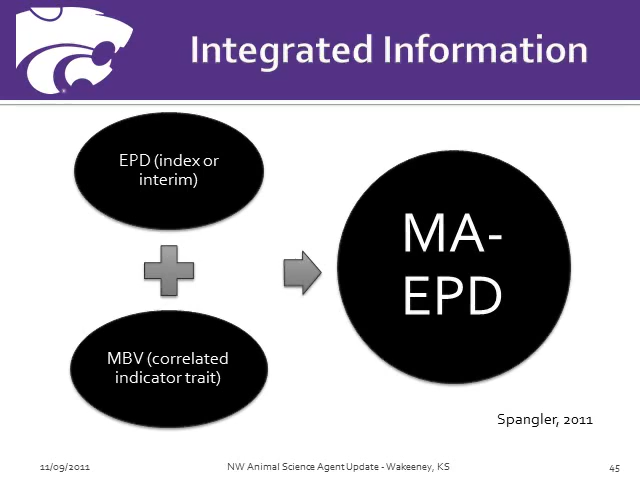 Integrated Information
EPD (index or
interim)
MBV (correlated
indicator trait)
MA-
EPD
Spangler, 2011
11/09/2011
NW Animal Science Agent Update - Wakeeney, KS
45